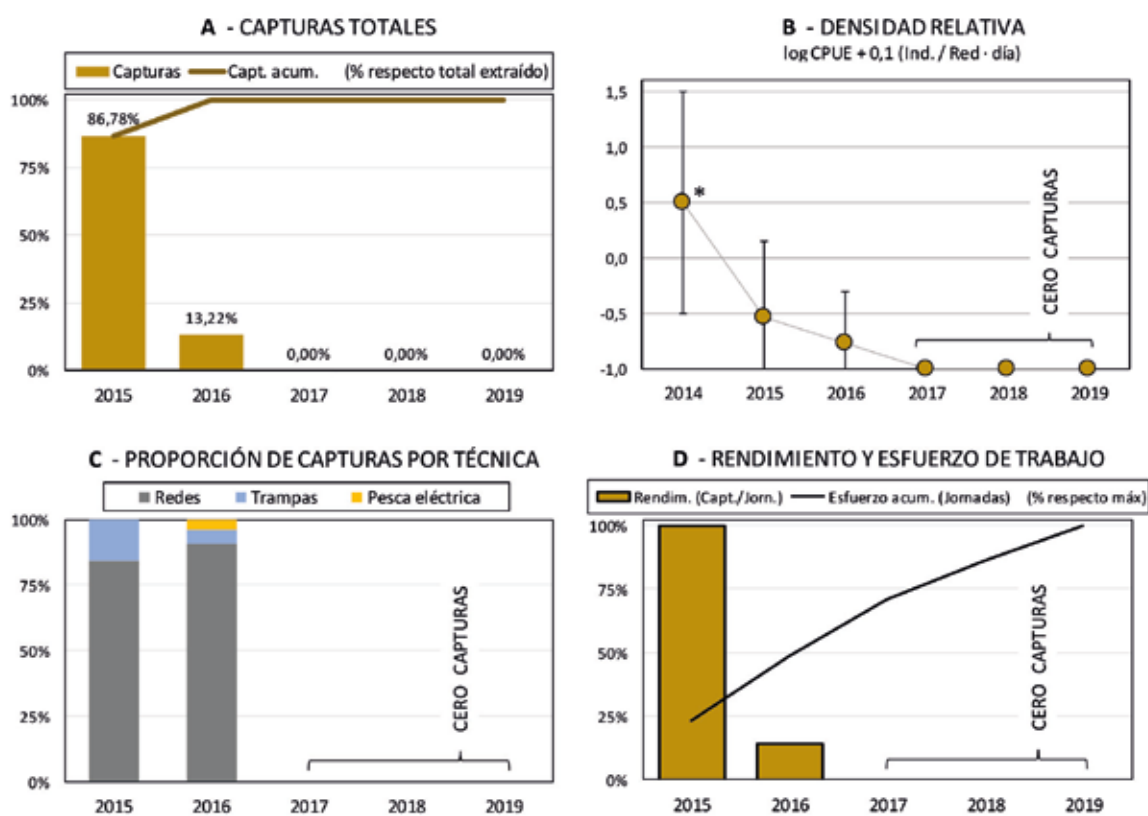 A - CAPTURAS TOTALES
Capturas Capt. acum. (% respecto total extraído)
100%
75%
50%
25%
0%
86,78%
13,22%
0,00% 0,00% 0,00%
2015 2016 2017 2018 2019
B - DENSIDAD RELATIVA
log CPUE + 0,1 (Ind. / Red · día)
1,5
1,0
0,5
0,0
-0,5
-1,0
*
CERO CAPTURAS
2014 2015 2016 2017 2018 2019
C - PROPORCIÓN DE CAPTURAS POR TÉCNICA
Redes Trampas Pesca eléctrica
100%
75%
50%
25%
0%
CERO CAPTURAS
2015 2016 2017 2018 2019
D - RENDIMIENTO Y ESFUERZO DE TRABAJO
Rendim. (Capt./Jorn.) Esfuerzo acum. (Jornadas) (% respecto máx)
100%
75%
50%
25%
0%
CERO CAPTURAS
2015 2016 2017 2018 2019